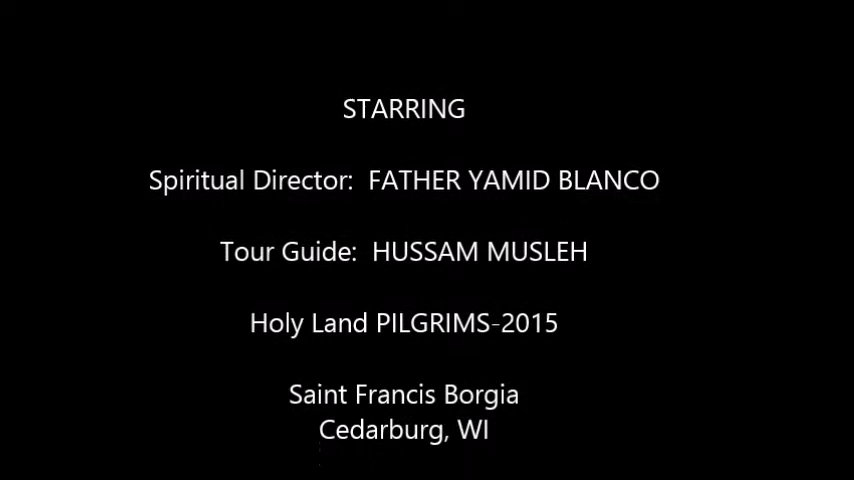 STARRING
Spiritual Director:  FATHER YAMID BLANCO
Tour Guide:  HUSSAM MUSLEH
Holy Land PILGRIMS-2015
Saint Francis Borgia
Cedarburg, WI